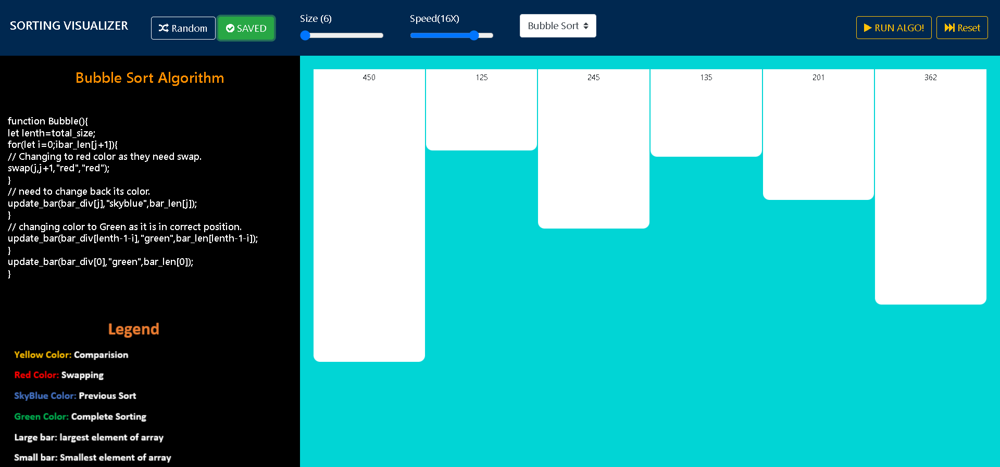 SORTING VISUALIZER
Random
SAVED
Size (6)
Speed(16X)
Bubble Sort
RUN ALGO!
Reset
Bubble Sort Algorithm
function Bubble(){
let lenth=total_size;
for(let i=0;ibar_len[j+1]){
// Changing to red color as they need swap.
swap(j,j+1,"red","red");
}
// need to change back its color.
update_bar(bar_div[j],"skyblue",bar_len[j]);
}
// changing color to Green as it is in correct position.
update_bar(bar_div[lenth-1-i],"green",bar_len[lenth-1-i]);
}
update_bar(bar_div[0],"green",bar_len[0]);
}
Legend
Yellow Color: Comparision
Red Color: Swapping
SkyBlue Color: Previous Sort
Green Color: Complete Sorting
Large bar: largest element of array
Small bar: Smallest element of array
450
125
245
135
201
362